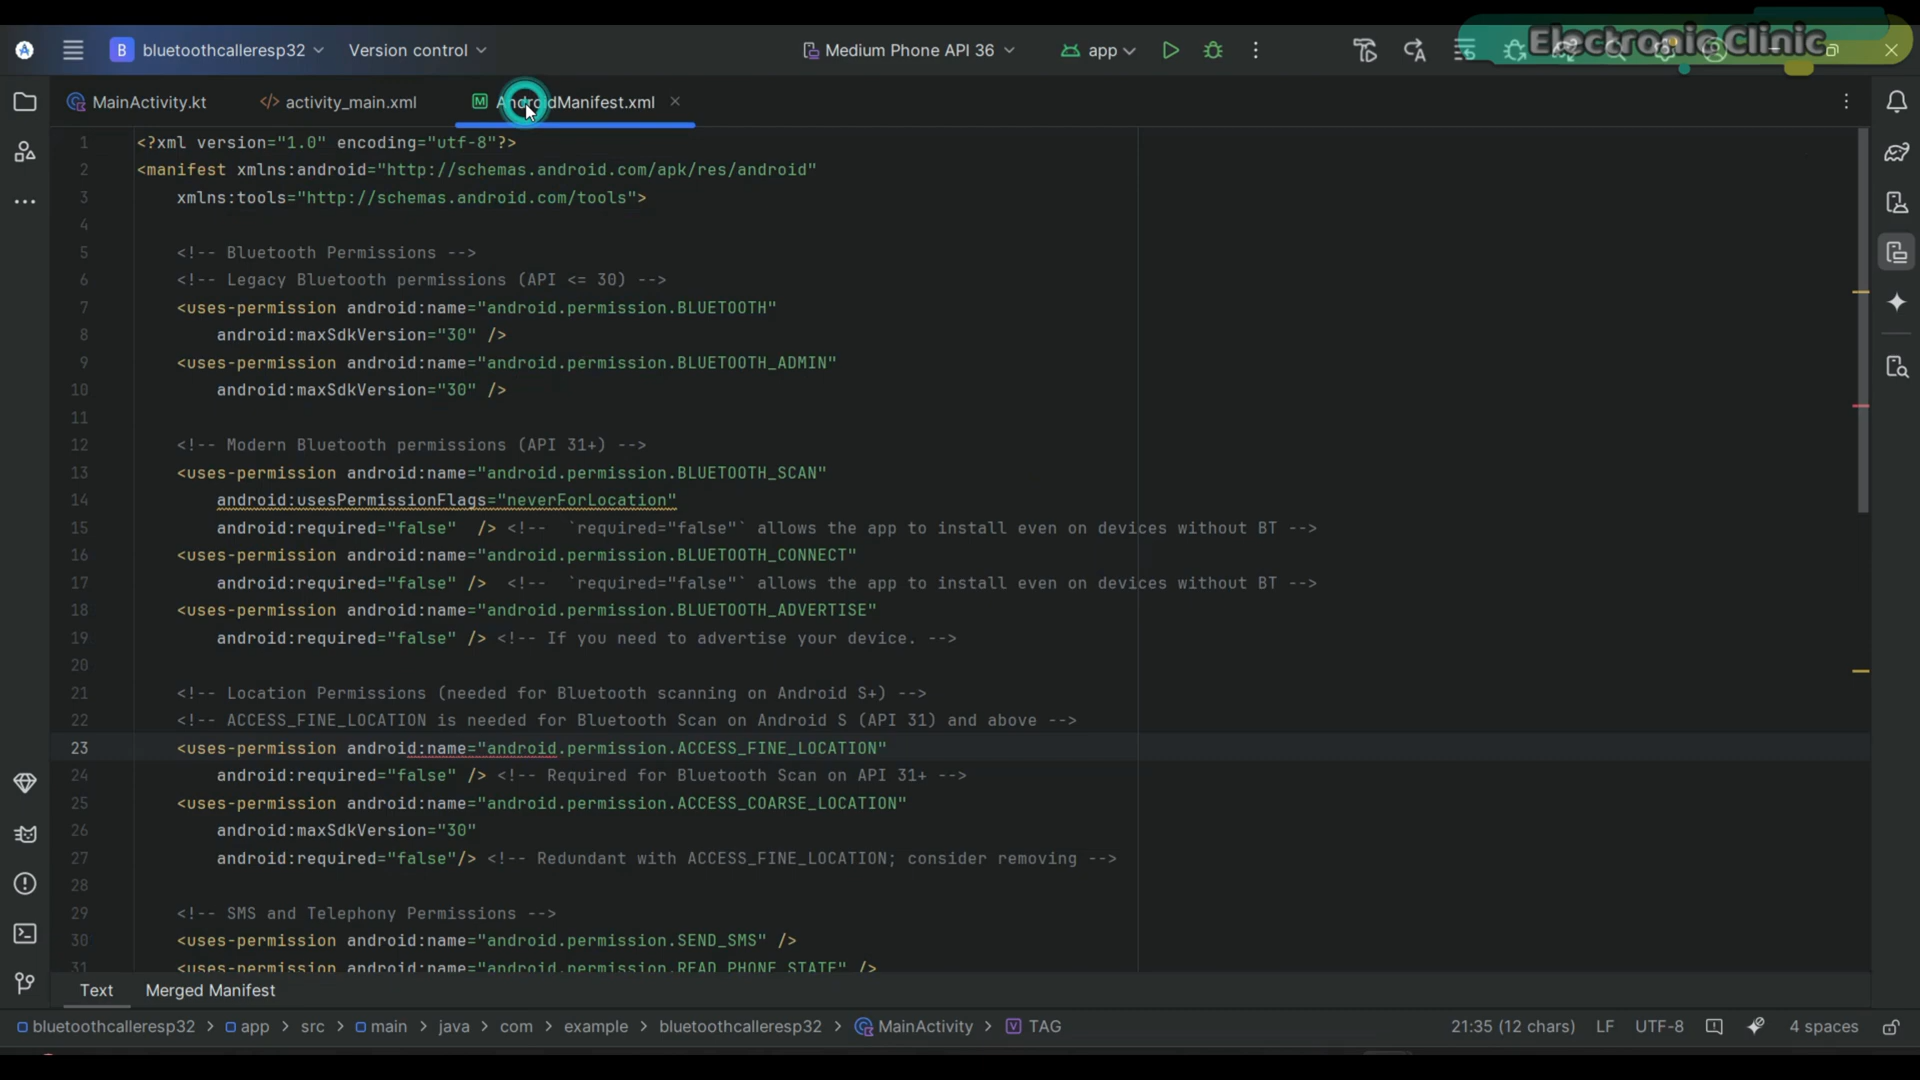 B bluetoothcalleresp32 Version control Medium Phone API 36 app Electronic Clinic
MainActivity.kt activity_main.xml AndroidManifest.xml
1 <?xml version="1.0" encoding="utf-8"?>
2 <manifest xmlns:android="http://schemas.android.com/apk/res/android"
3 xmlns:tools="http://schemas.android.com/tools">
4
5 <!-- Bluetooth Permissions -->
6 <!-- Legacy Bluetooth permissions (API <= 30) -->
7 <uses-permission android:name="android.permission.BLUETOOTH"
8 android:maxSdkVersion="30" />
9 <uses-permission android:name="android.permission.BLUETOOTH_ADMIN"
10 android:maxSdkVersion="30" />
11
12 <!-- Modern Bluetooth permissions (API 31+) -->
13 <uses-permission android:name="android.permission.BLUETOOTH_SCAN"
14 android:usesPermissionFlags="neverForLocation"
15 android:required="false"  /> <!--  `required="false"` allows the app to install even on devices without BT -->
16 <uses-permission android:name="android.permission.BLUETOOTH_CONNECT"
17 android:required="false" />  <!--  `required="false"` allows the app to install even on devices without BT -->
18 <uses-permission android:name="android.permission.BLUETOOTH_ADVERTISE"
19 android:required="false" /> <!-- If you need to advertise your device. -->
20
21 <!-- Location Permissions (needed for Bluetooth scanning on Android S+) -->
22 <!-- ACCESS_FINE_LOCATION is needed for Bluetooth Scan on Android S (API 31) and above -->
23 <uses-permission android:name="android.permission.ACCESS_FINE_LOCATION"
24 android:required="false" /> <!-- Required for Bluetooth Scan on API 31+ -->
25 <uses-permission android:name="android.permission.ACCESS_COARSE_LOCATION"
26 android:maxSdkVersion="30"
27 android:required="false"/> <!-- Redundant with ACCESS_FINE_LOCATION; consider removing -->
28
29 <!-- SMS and Telephony Permissions -->
30 <uses-permission android:name="android.permission.SEND_SMS" />
31 <uses-permission android:name="android.permission.READ_PHONE_STATE" />
Text Merged Manifest
bluetoothcalleresp32 > app > src > main > java > com > example > bluetoothcalleresp32 > MainActivity > TAG 21:35 (12 chars) LF UTF-8 4 spaces